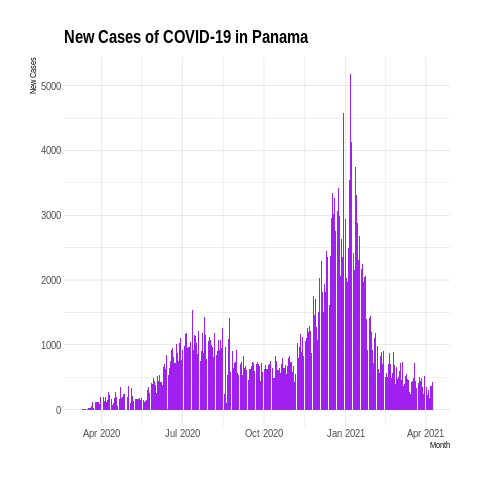 New Cases of COVID-19 in Panama
New Cases
5000
4000
3000
2000
1000
0
Apr 2020
Jul 2020
Oct 2020
Jan 2021
Apr 2021
Month